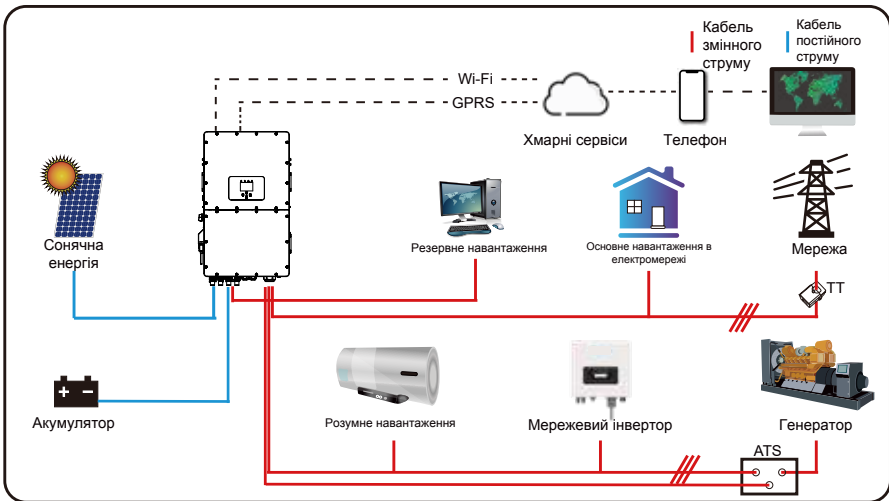 Кабель
змінного
струму
Кабель
постійного
струму
Wi-Fi
GPRS
Хмарні сервіси
Телефон
Сонячна
енергія
Резервне навантаження
Основне навантаження в
електромережі
Мережа
TT
Акумулятор
Розумне навантаження
Мережевий інвертор
Генератор
ATS